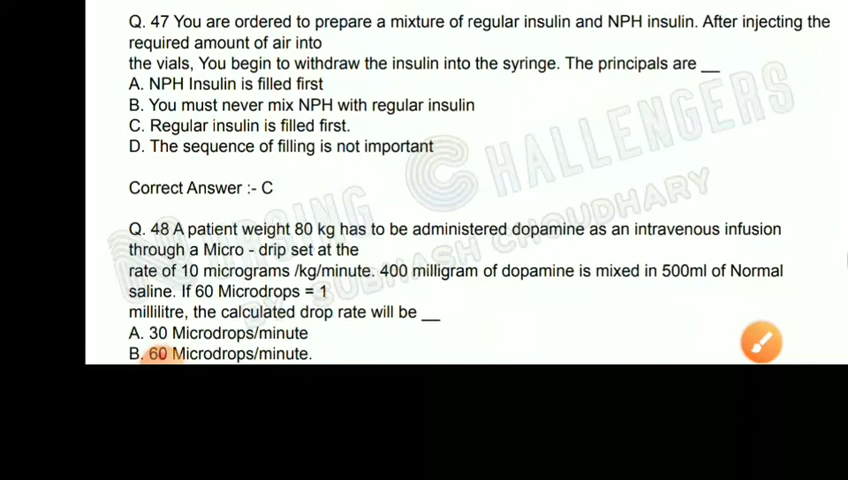 Q. 47 You are ordered to prepare a mixture of regular insulin and NPH insulin. After injecting the
required amount of air into
the vials, You begin to withdraw the insulin into the syringe. The principals are __
A. NPH Insulin is filled first
B. You must never mix NPH with regular insulin
C. Regular insulin is filled first.
D. The sequence of filling is not important
Correct Answer :- C
Q. 48 A patient weight 80 kg has to be administered dopamine as an intravenous infusion
through a Micro - drip set at the
rate of 10 micrograms /kg/minute. 400 milligram of dopamine is mixed in 500ml of Normal
saline. If 60 Microdrops = 1
millilitre, the calculated drop rate will be __
A. 30 Microdrops/minute
B. 60 Microdrops/minute.
NURSING CHALLENGERS
BY SUBHASH CHOUDHARY